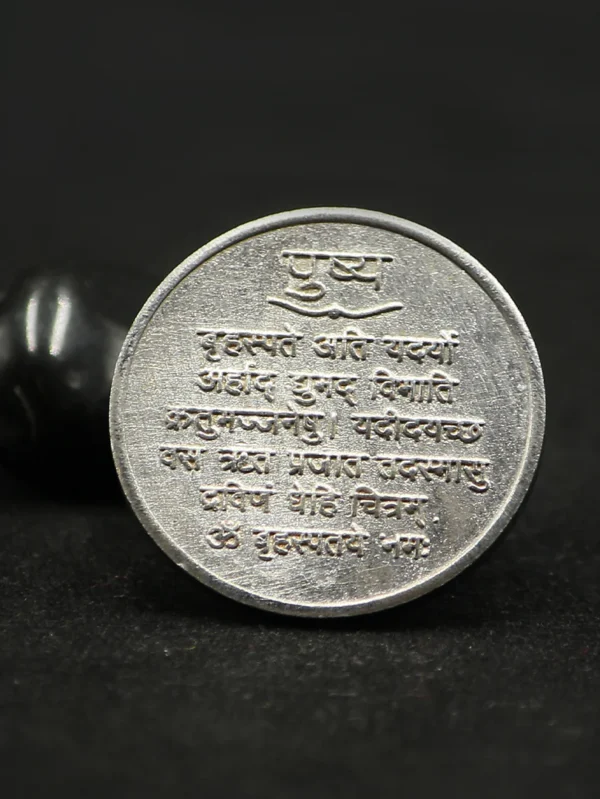 पुष्य
बृहस्पते अति यदर्यो
अर्हाद् द्युमद् विभाति
क्रतुमज्जनेषु। यदीदयच्छ
वस ऋत प्रजात तदस्मासु
द्रविणं धेहि चित्रम्
ॐ बृहस्पतये नमः